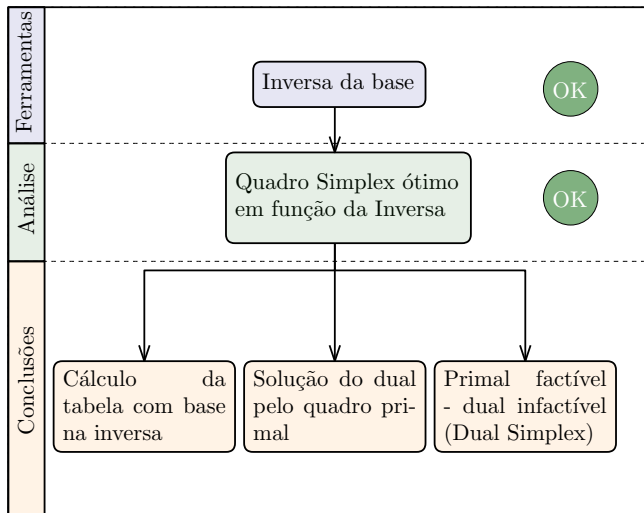 Ferramentas
Inversa da base
OK
Análise
Quadro Simplex ótimo
em função da Inversa
OK
Conclusões
Cálculo da
tabela com base
na inversa
Solução do dual
pelo quadro pri-
mal
Primal factível
- dual infactível
(Dual Simplex)